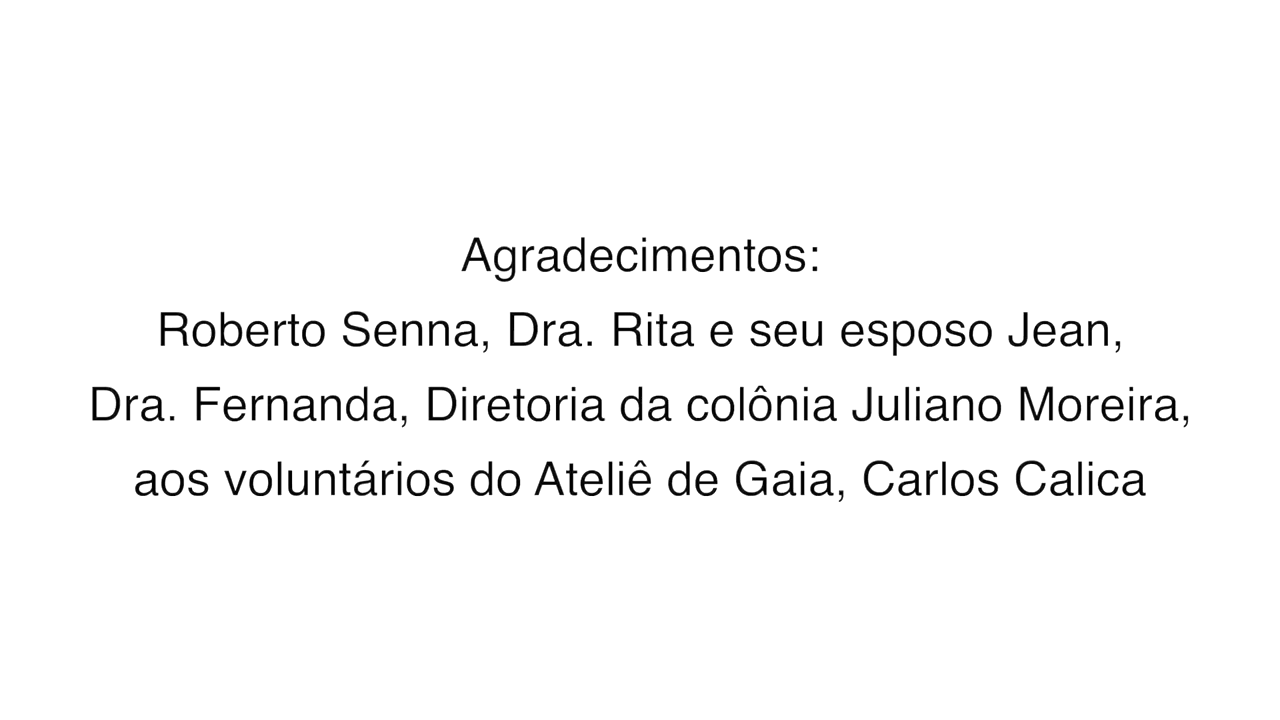 Agradecimentos:
Roberto Senna, Dra. Rita e seu esposo Jean,
Dra. Fernanda, Diretoria da colônia Juliano Moreira,
aos voluntários do Ateliê de Gaia, Carlos Calica